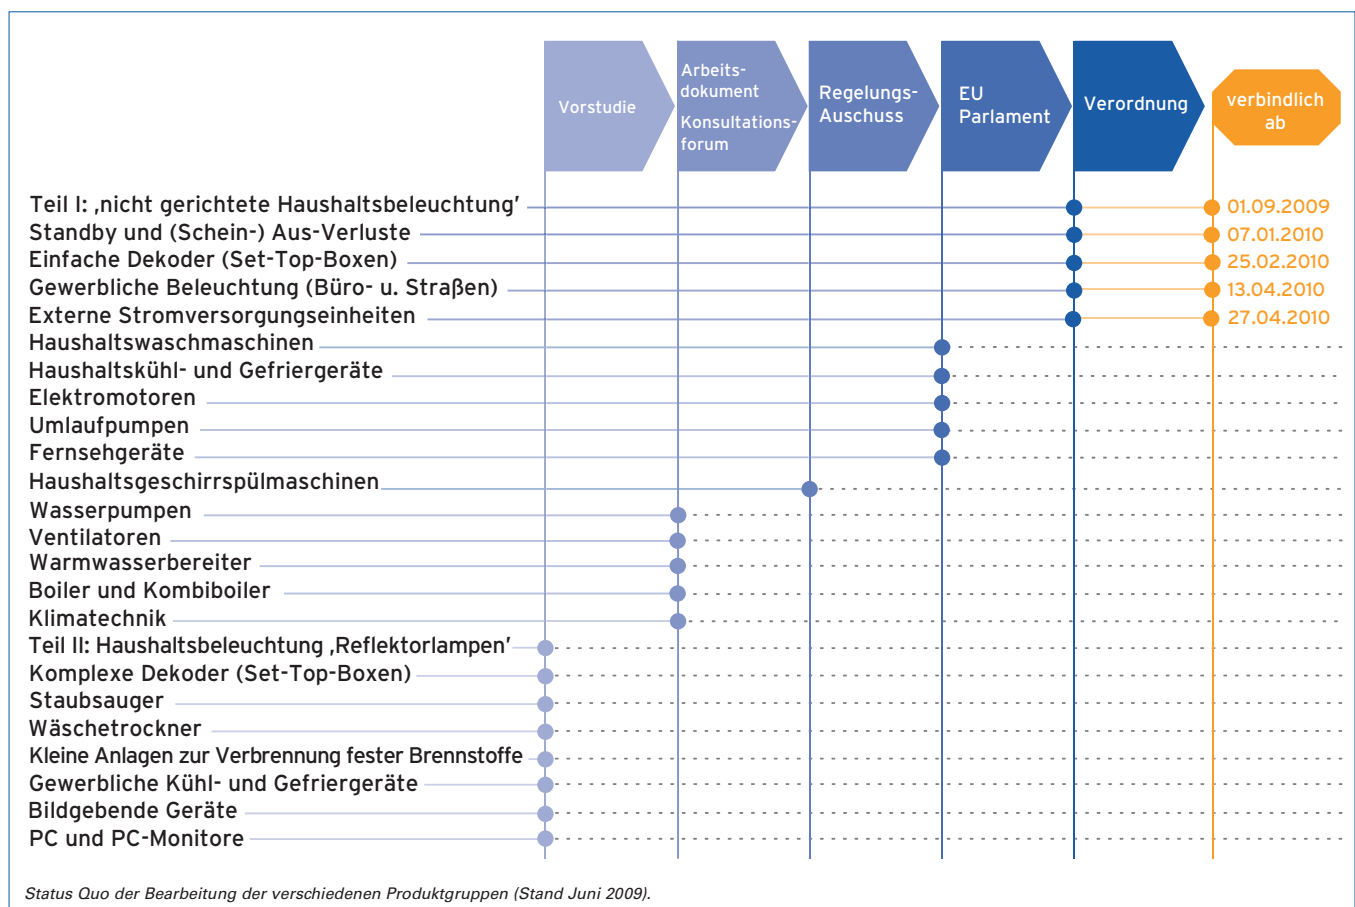 Vorstudie
Arbeits-
dokument
Konsultations-
forum
Regelungs-
Auschuss
EU
Parlament
Verordnung
verbindlich
ab
Teil I: ‚nicht gerichtete Haushaltsbeleuchtung’ 01.09.2009
Standby und (Schein-) Aus-Verluste 07.01.2010
Einfache Dekoder (Set-Top-Boxen) 25.02.2010
Gewerbliche Beleuchtung (Büro- u. Straßen) 13.04.2010
Externe Stromversorgungseinheiten 27.04.2010
Haushaltswaschmaschinen
Haushaltskühl- und Gefriergeräte
Elektromotoren
Umlaufpumpen
Fernsehgeräte
Haushaltsgeschirrspülmaschinen
Wasserpumpen
Ventilatoren
Warmwasserbereiter
Boiler und Kombiboiler
Klimatechnik
Teil II: Haushaltsbeleuchtung ‚Reflektorlampen’
Komplexe Dekoder (Set-Top-Boxen)
Staubsauger
Wäschetrockner
Kleine Anlagen zur Verbrennung fester Brennstoffe
Gewerbliche Kühl- und Gefriergeräte
Bildgebende Geräte
PC und PC-Monitore
Status Quo der Bearbeitung der verschiedenen Produktgruppen (Stand Juni 2009).